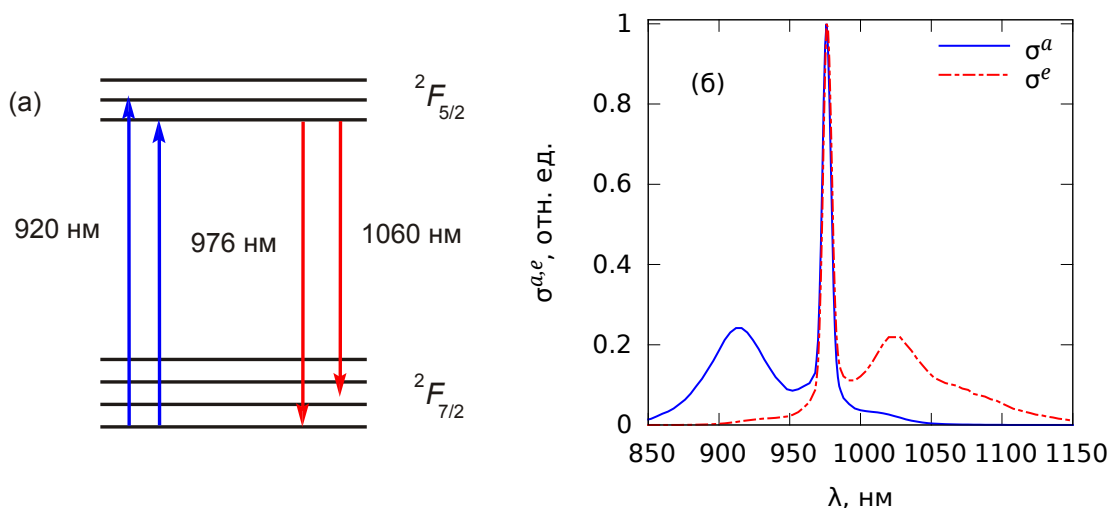 (а)
²F₅/₂
920 нм
976 нм
1060 нм
²F₇/₂
(б)
σᵃ
σᵉ
σᵃ,ᵉ, отн. ед.
1
0.8
0.6
0.4
0.2
0
850 900 950 1000 1050 1100 1150
λ, нм